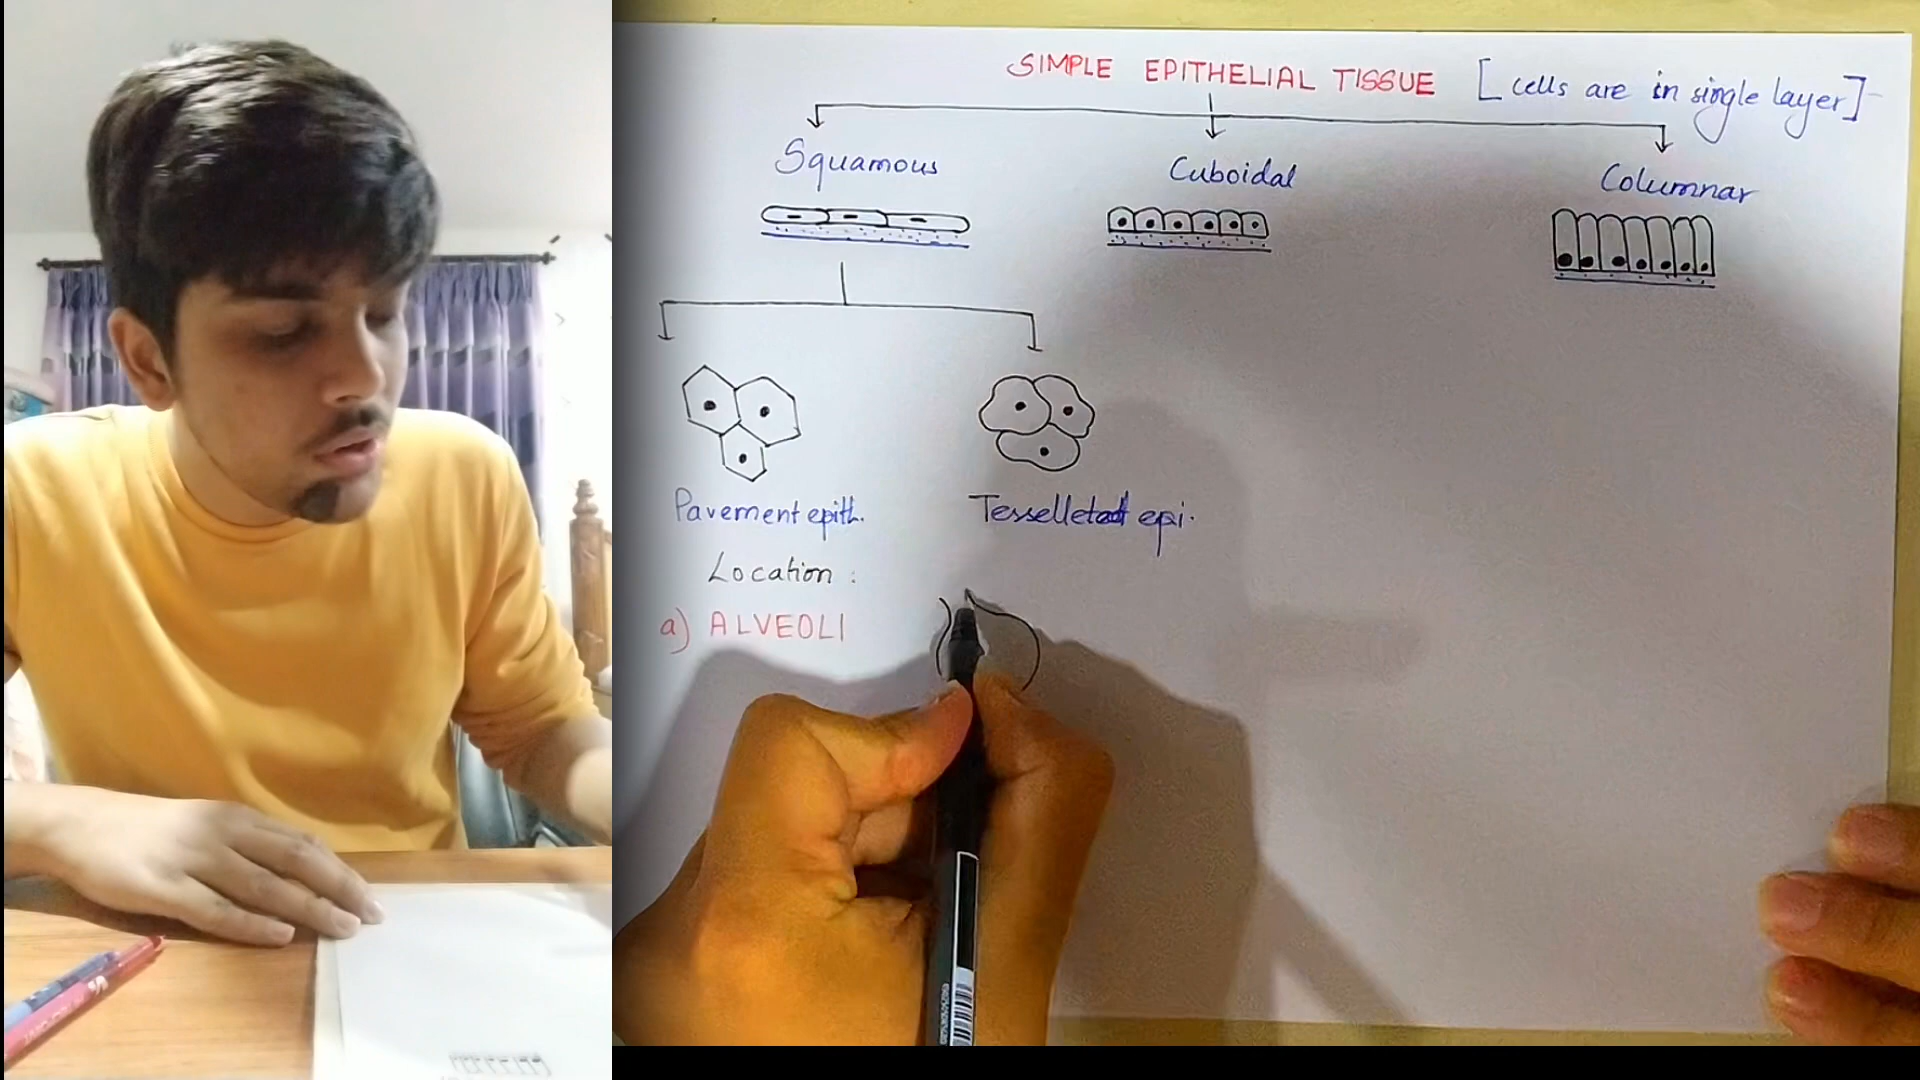 SIMPLE EPITHELIAL TISSUE [cells are in single layer]
Squamous Cuboidal Columnar
Pavement epith. Tesselletad epi.
Location :
a) ALVEOLI